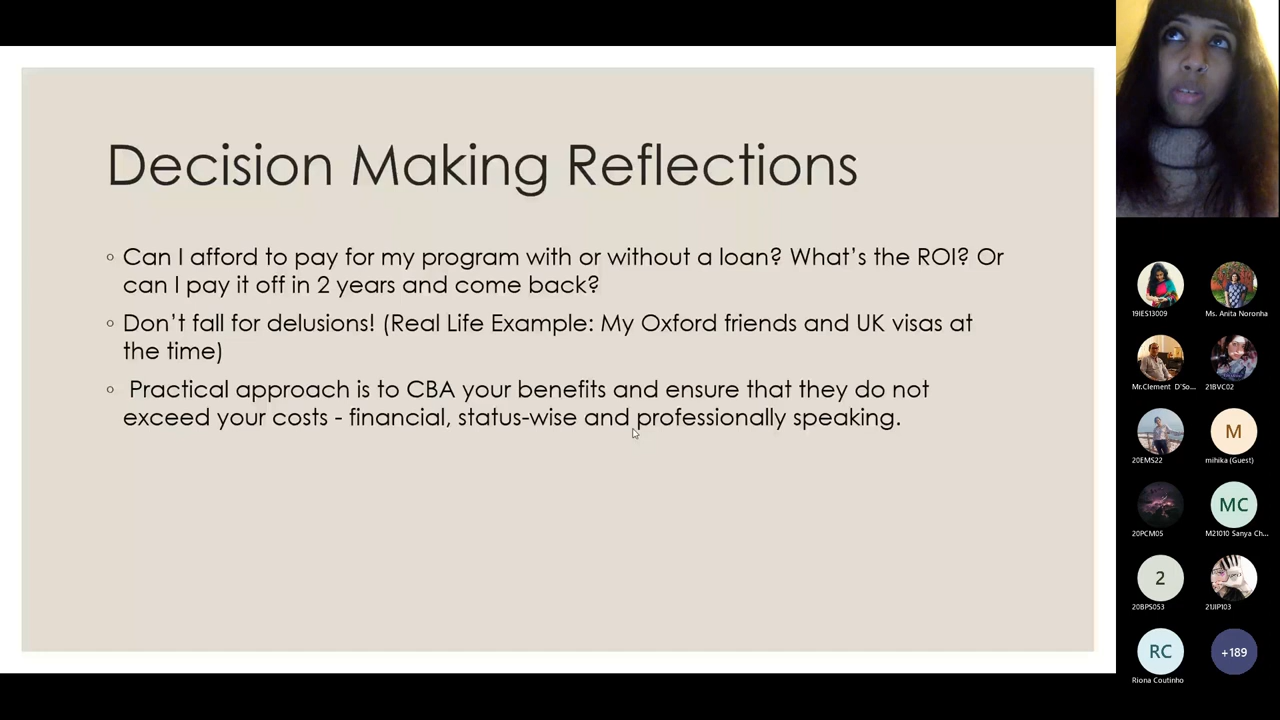 Decision Making Reflections
◦ Can I afford to pay for my program with or without a loan? What’s the ROI? Or
can I pay it off in 2 years and come back?
◦ Don’t fall for delusions! (Real Life Example: My Oxford friends and UK visas at
the time)
◦ Practical approach is to CBA your benefits and ensure that they do not
exceed your costs - financial, status-wise and professionally speaking.
19IES13009
Ms. Anita Noronha
Mr.Clement D'So...
21BVC02
20EMS22
M
mihika (Guest)
20PCM05
MC
M21010 Sanya Ch...
2
20BPS053
21JIP103
RC
Riona Coutinho
+189